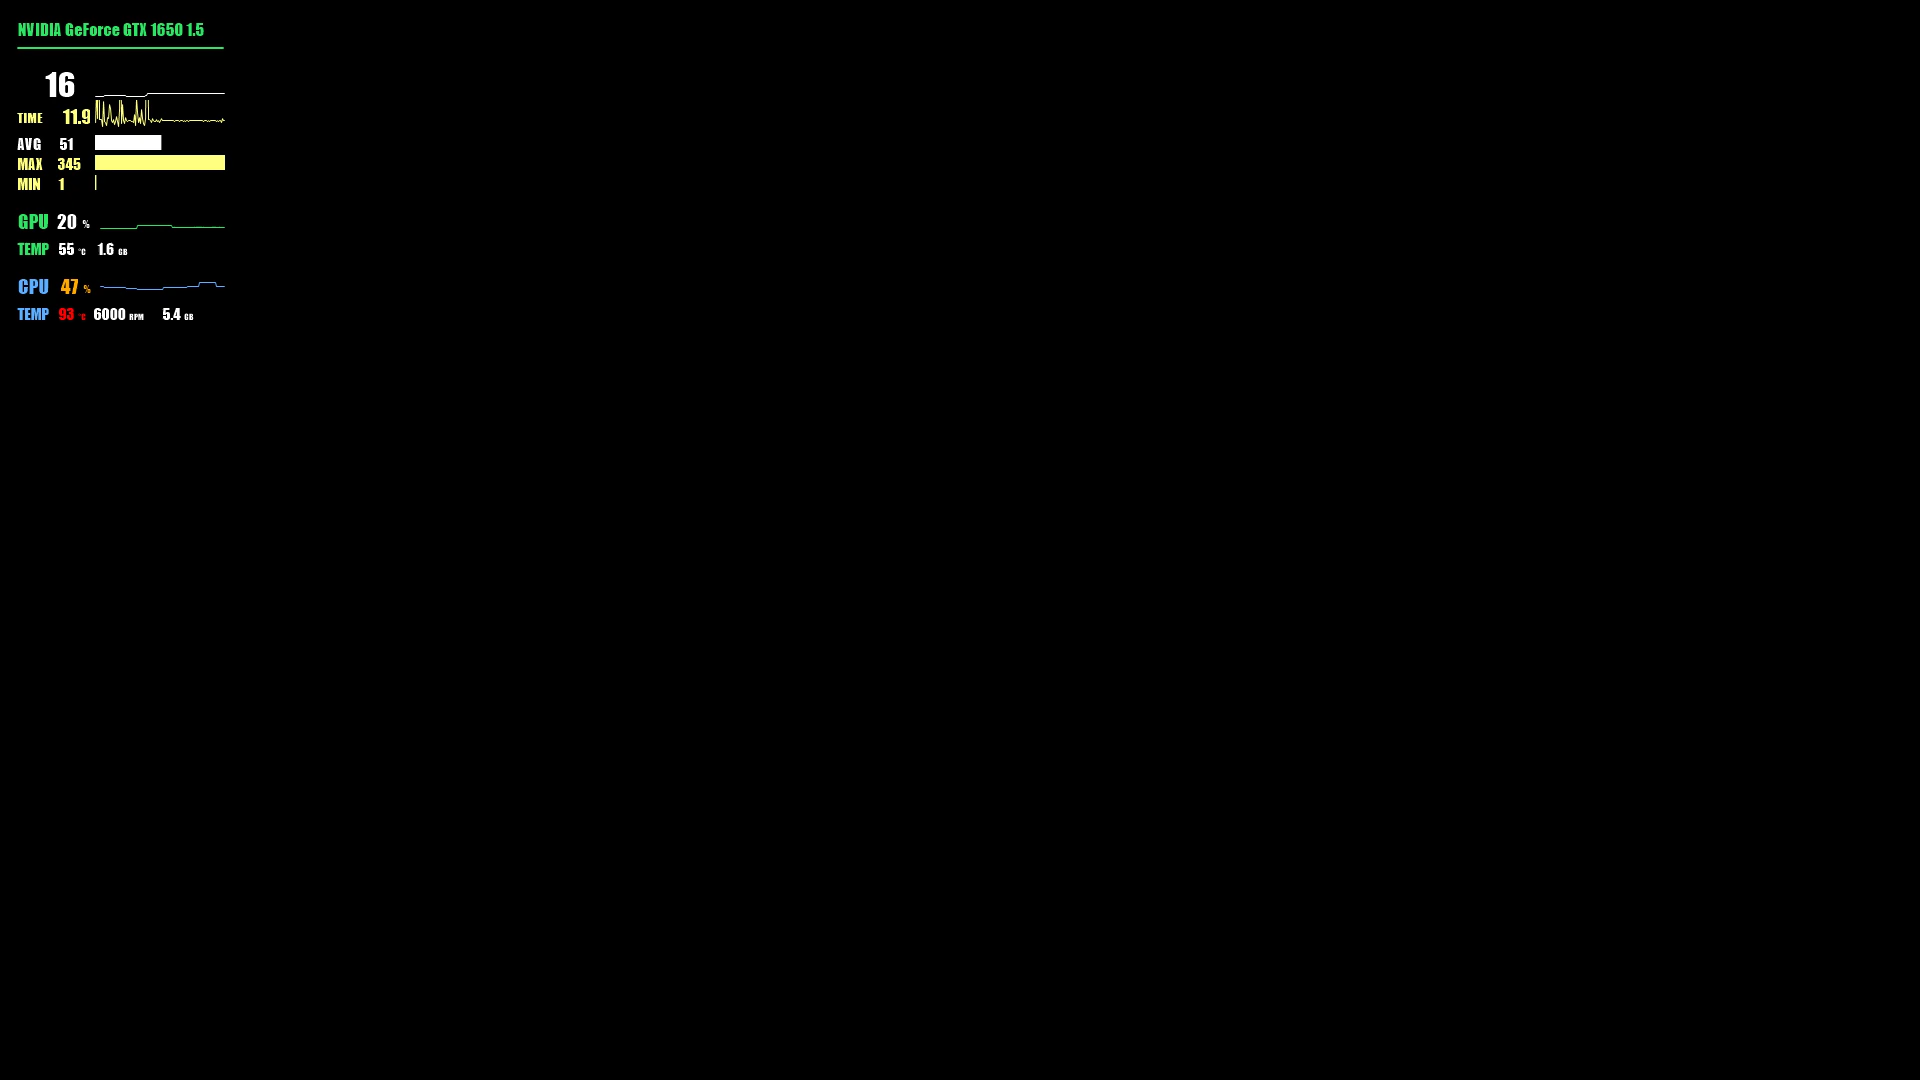 NVIDIA GeForce GTX 1650 1.5
16
TIME 11.9
AVG 51
MAX 345
MIN 1
GPU 20 %
TEMP 55 °C 1.6 GB
CPU 47 %
TEMP 93 °C 6000 RPM 5.4 GB